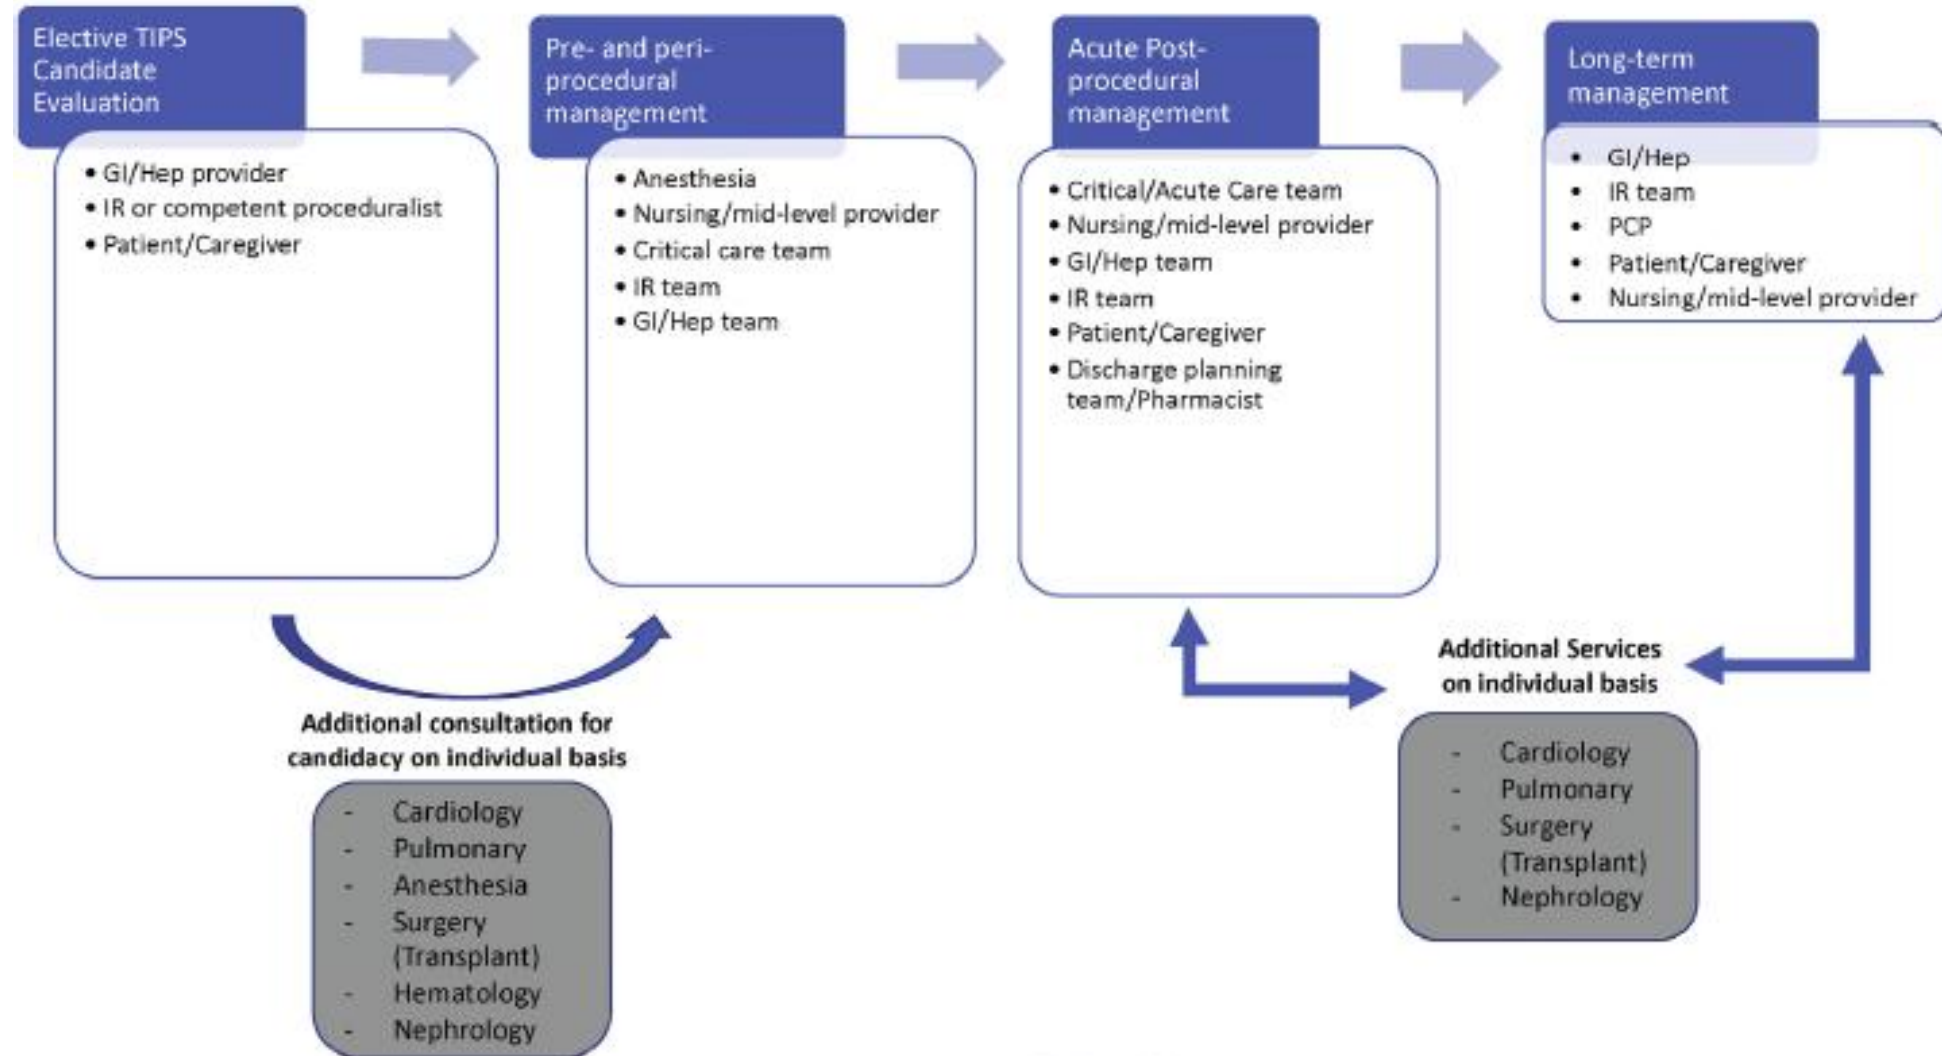 Elective TIPS
Candidate
Evaluation
• GI/Hep provider
• IR or competent proceduralist
• Patient/Caregiver
Pre- and peri-
procedural
management
• Anesthesia
• Nursing/mid-level provider
• Critical care team
• IR team
• GI/Hep team
Acute Post-
procedural
management
• Critical/Acute Care team
• Nursing/mid-level provider
• GI/Hep team
• IR team
• Patient/Caregiver
• Discharge planning
team/Pharmacist
Long-term
management
• GI/Hep
• IR team
• PCP
• Patient/Caregiver
• Nursing/mid-level provider
Additional consultation for
candidacy on individual basis
- Cardiology
- Pulmonary
- Anesthesia
- Surgery
(Transplant)
- Hematology
- Nephrology
Additional Services
on individual basis
- Cardiology
- Pulmonary
- Surgery
(Transplant)
- Nephrology